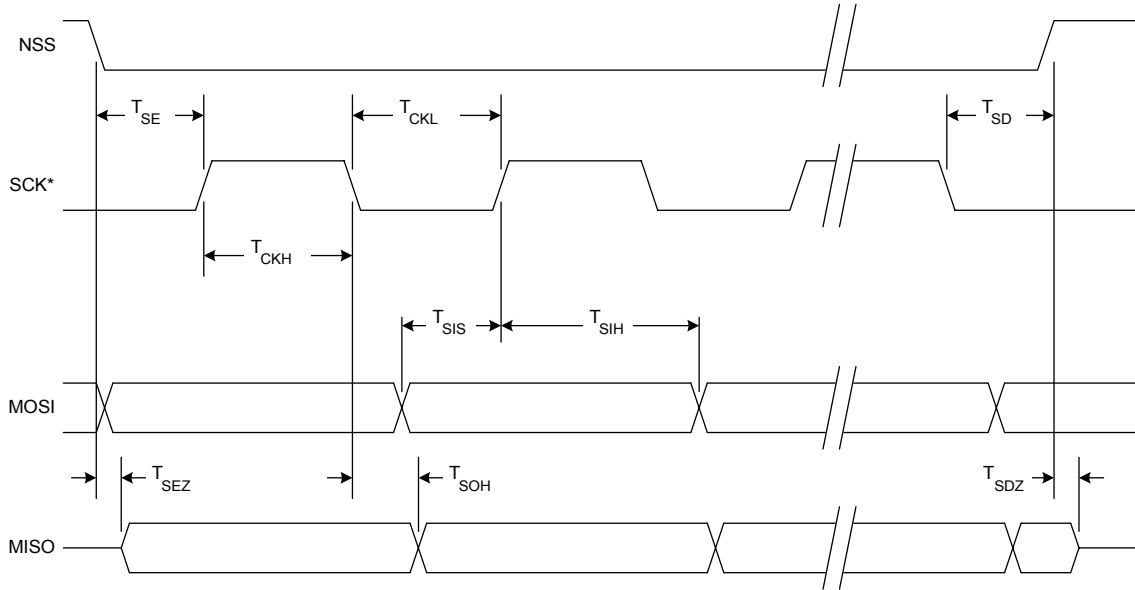 NSS
T SE
T CKL
T SD
SCK*
T CKH
T SIS
T SIH
MOSI
T SEZ
T SOH
T SDZ
MISO